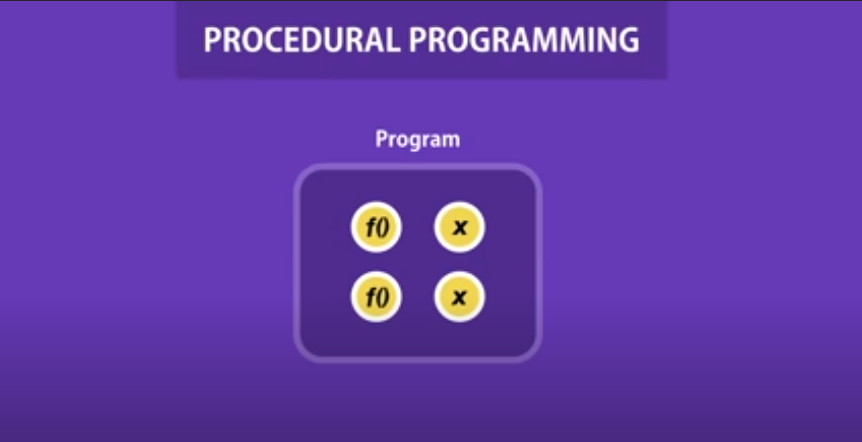 PROCEDURAL PROGRAMMING
Program
f() x
f() x